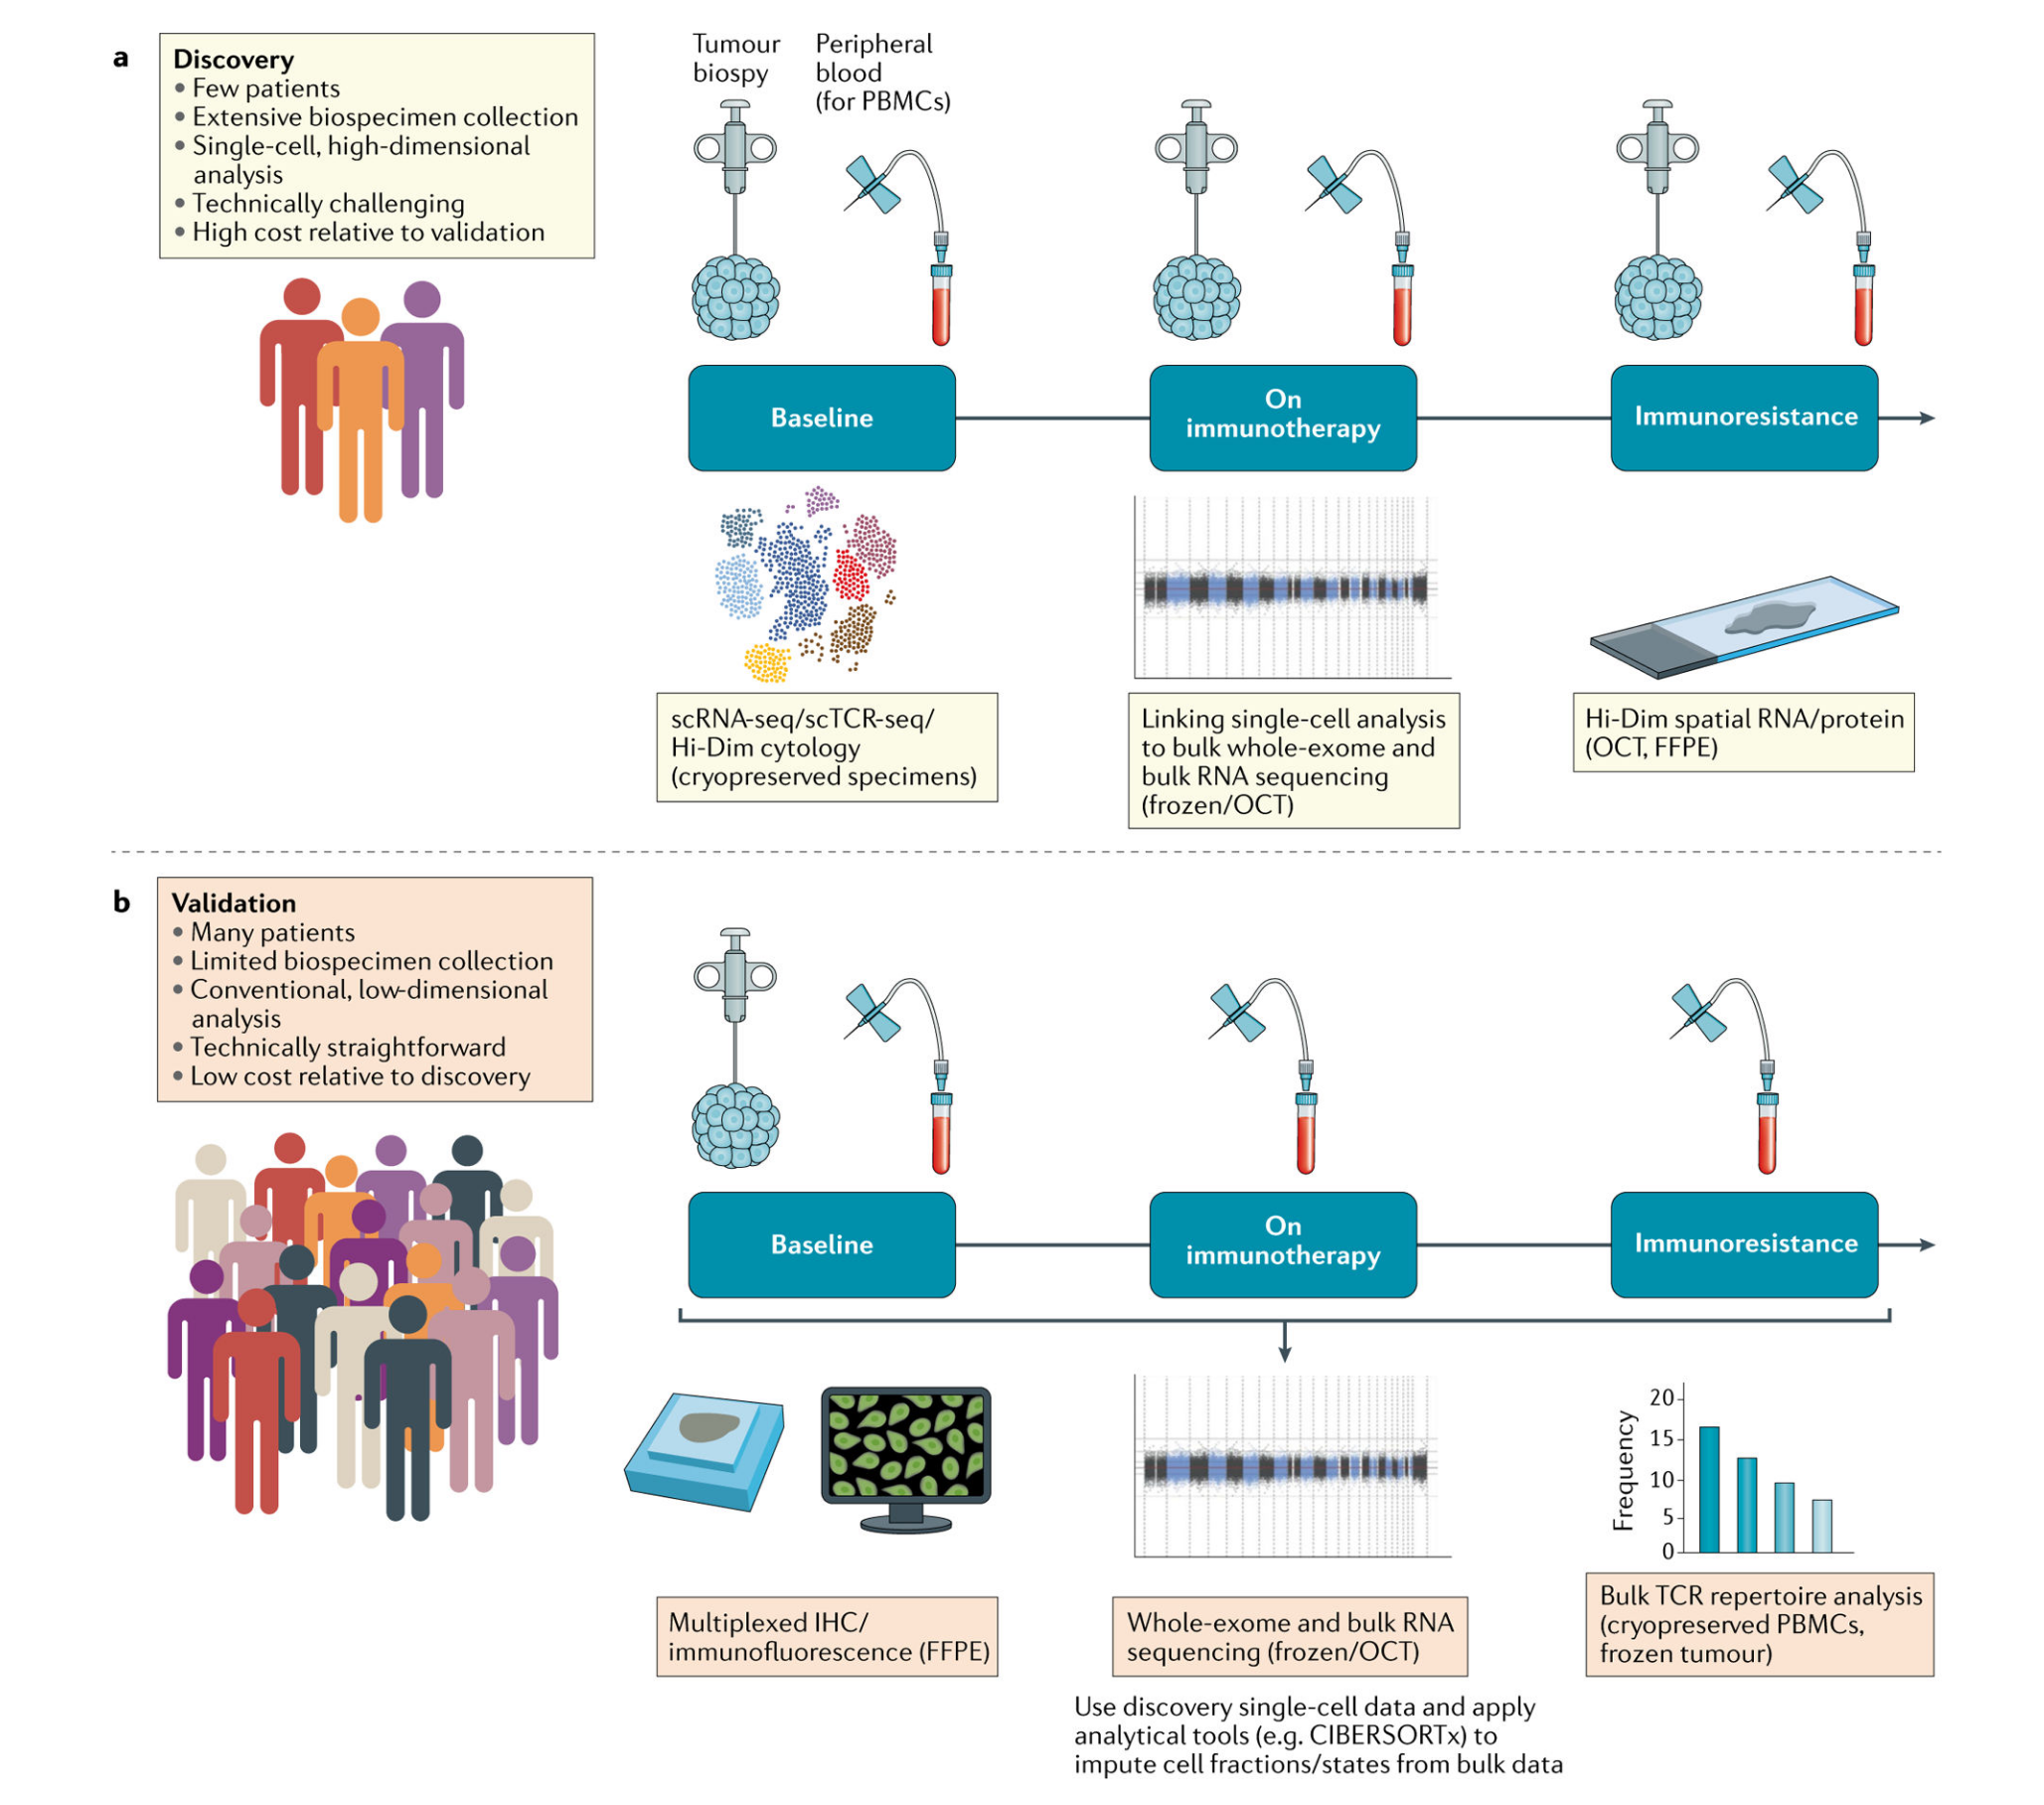 a
Discovery
• Few patients
• Extensive biospecimen collection
• Single-cell, high-dimensional
analysis
• Technically challenging
• High cost relative to validation
Tumour
biospy
Peripheral
blood
(for PBMCs)
Baseline
On
immunotherapy
Immunoresistance
scRNA-seq/scTCR-seq/
Hi-Dim cytology
(cryopreserved specimens)
Linking single-cell analysis
to bulk whole-exome and
bulk RNA sequencing
(frozen/OCT)
Hi-Dim spatial RNA/protein
(OCT, FFPE)
b
Validation
• Many patients
• Limited biospecimen collection
• Conventional, low-dimensional
analysis
• Technically straightforward
• Low cost relative to discovery
Baseline
On
immunotherapy
Immunoresistance
Frequency
20
15
10
5
0
Multiplexed IHC/
immunofluorescence (FFPE)
Whole-exome and bulk RNA
sequencing (frozen/OCT)
Use discovery single-cell data and apply
analytical tools (e.g. CIBERSORTx) to
impute cell fractions/states from bulk data
Bulk TCR repertoire analysis
(cryopreserved PBMCs,
frozen tumour)